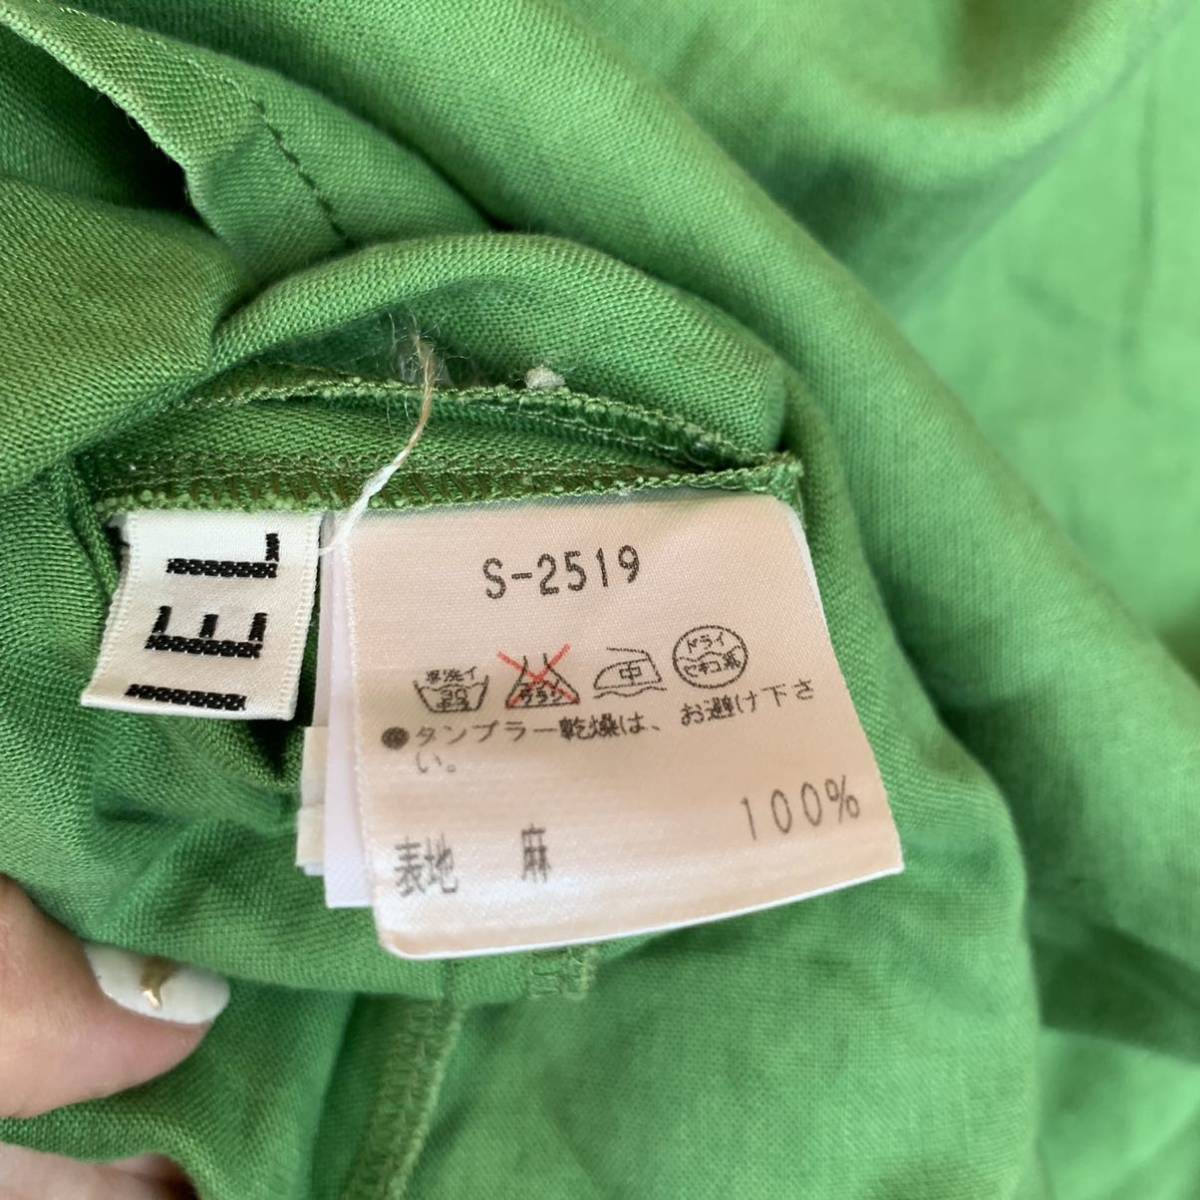 IEL
S-2519
手洗イ 30 エンソ サラシ 中 ドライ セキユ系
●タンブラー乾燥は、お避け下さ
い。
表地 麻 100%